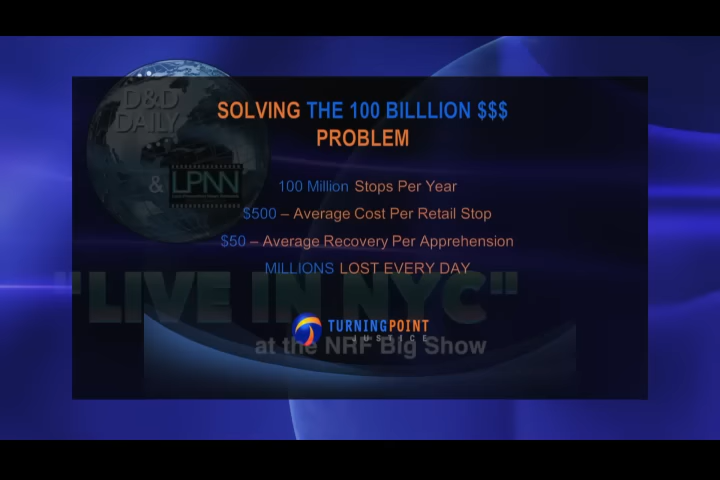 D&D
DAILY
& LPNN
SOLVING THE 100 BILLLION $$$
PROBLEM
100 Million Stops Per Year
$500 – Average Cost Per Retail Stop
$50 – Average Recovery Per Apprehension
MILLIONS LOST EVERY DAY
"LIVE IN NYC"
TURNINGPOINT
JUSTICE
at the NRF Big Show